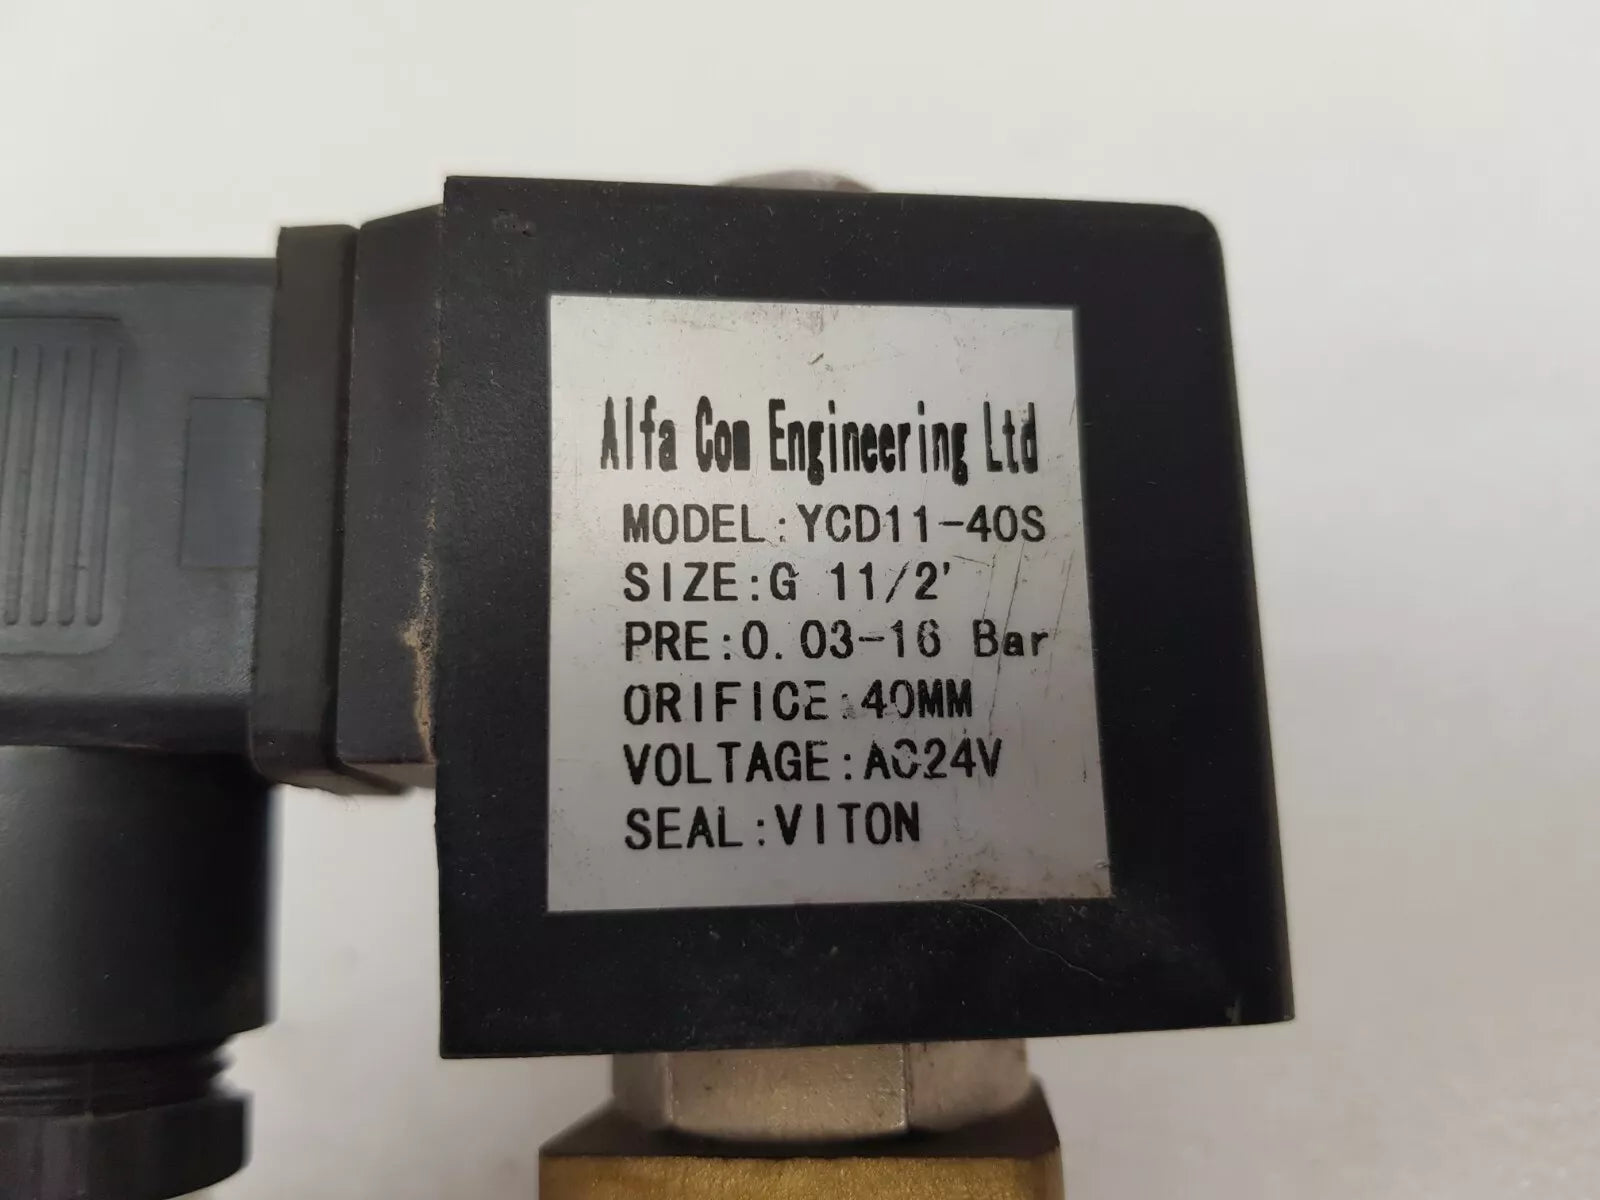 Alfa Com Engineering Ltd
MODEL:YCD11-40S
SIZE:G 11/2'
PRE:0.03-16 Bar
ORIFICE:40MM
VOLTAGE:AC24V
SEAL:VITON